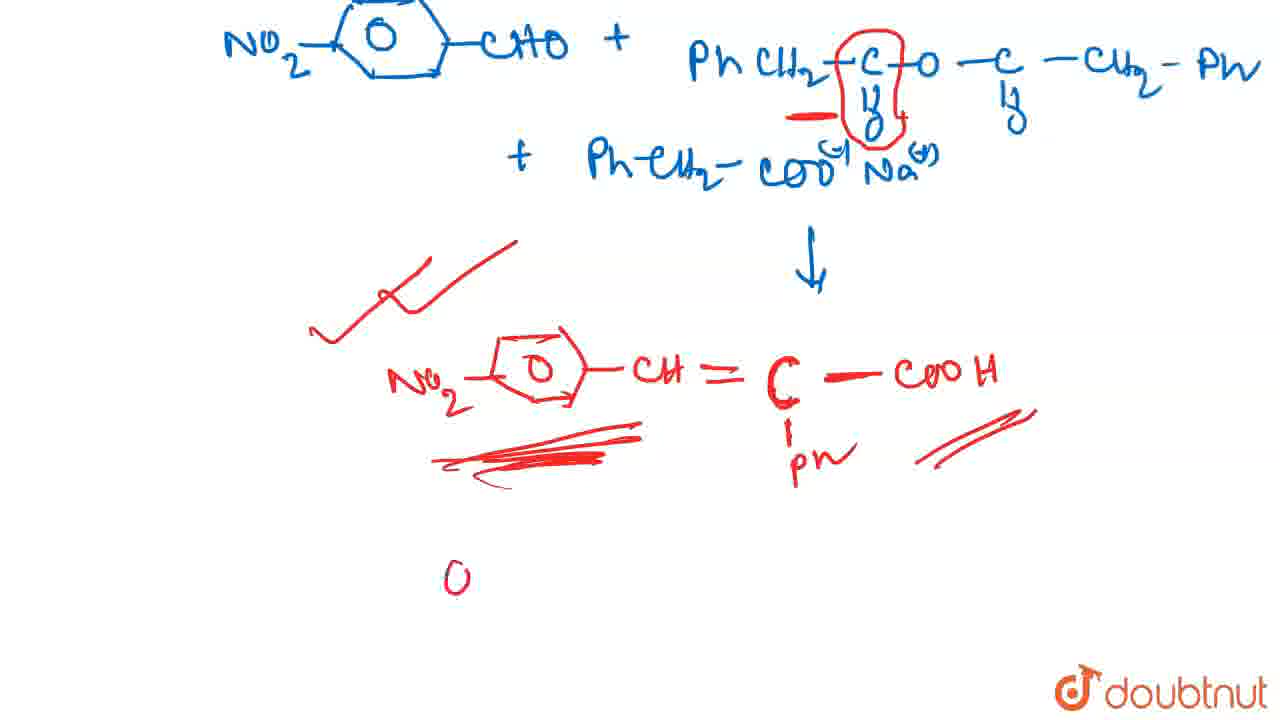 NO2 CHO + PhCH2-C-O-C-CH2-Ph
O O
+ Ph-CH2-COO(-) Na(+)
NO2 CH=C-COOH
Ph
O
doubtnut